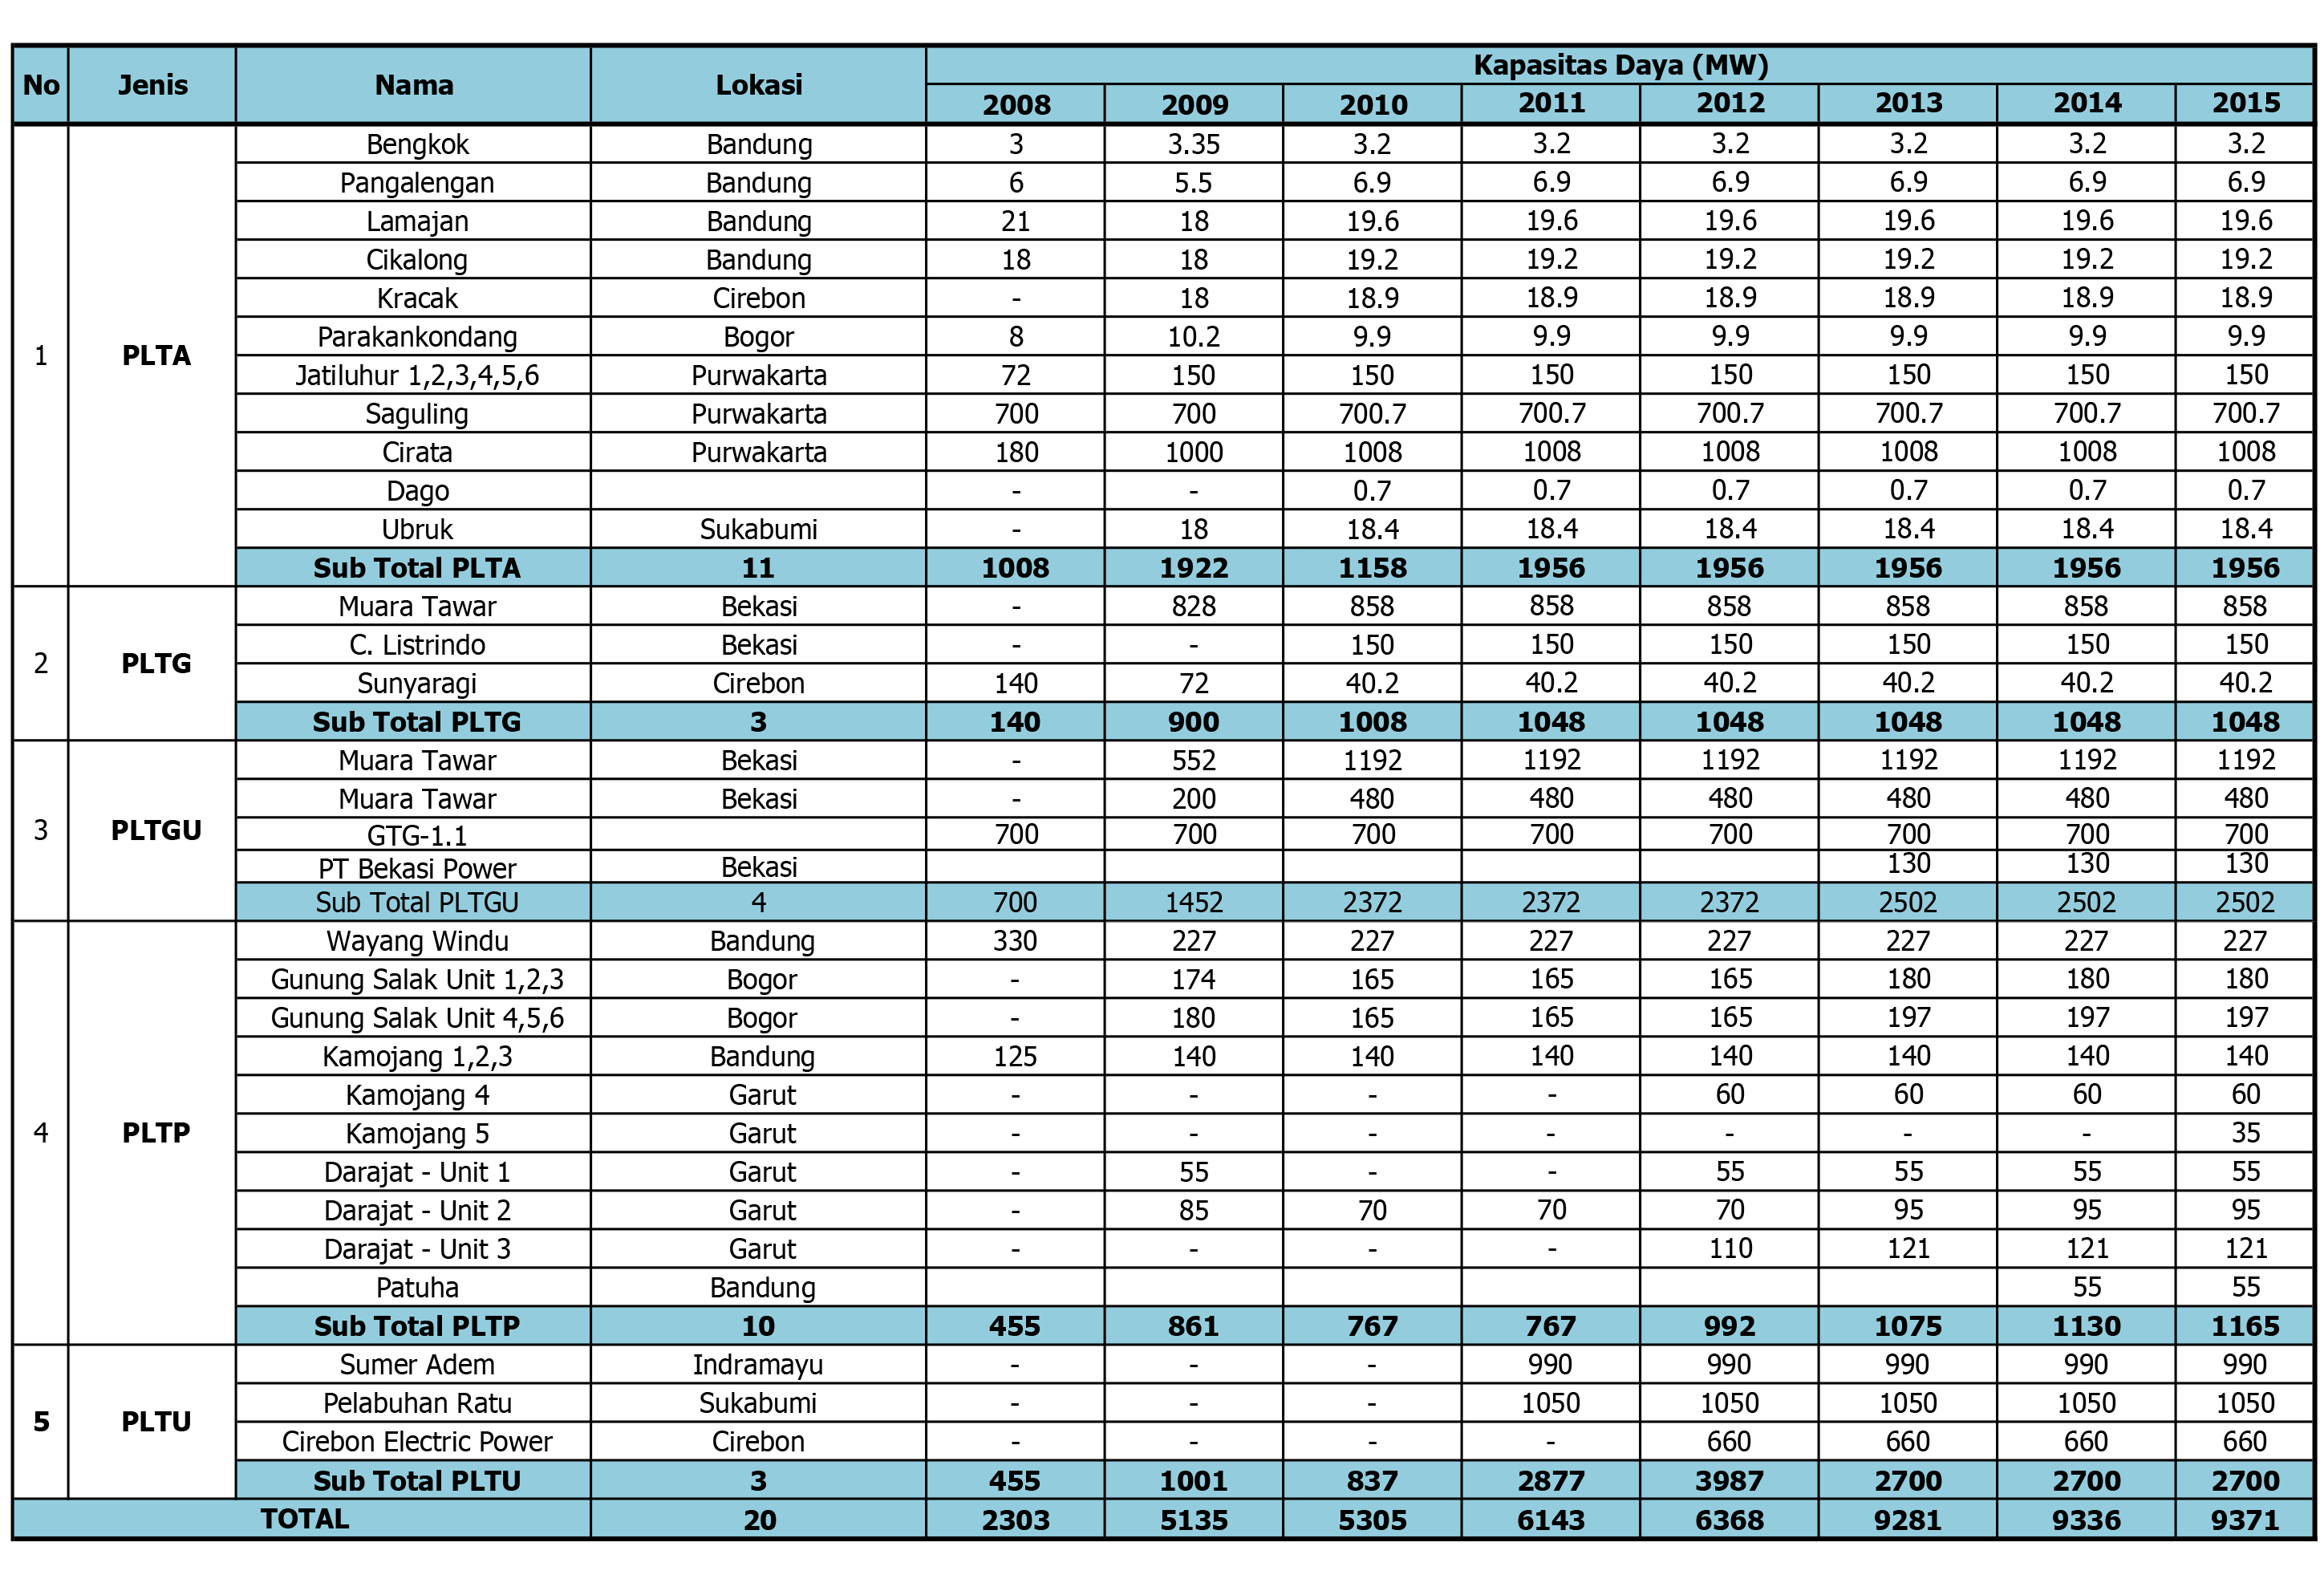 No Jenis Nama Lokasi Kapasitas Daya (MW)
2008 2009 2010 2011 2012 2013 2014 2015
1 PLTA
Bengkok Bandung 3 3.35 3.2 3.2 3.2 3.2 3.2 3.2
Pangalengan Bandung 6 5.5 6.9 6.9 6.9 6.9 6.9 6.9
Lamajan Bandung 21 18 19.6 19.6 19.6 19.6 19.6 19.6
Cikalong Bandung 18 18 19.2 19.2 19.2 19.2 19.2 19.2
Kracak Cirebon - 18 18.9 18.9 18.9 18.9 18.9 18.9
Parakankondang Bogor 8 10.2 9.9 9.9 9.9 9.9 9.9 9.9
Jatiluhur 1,2,3,4,5,6 Purwakarta 72 150 150 150 150 150 150 150
Saguling Purwakarta 700 700 700.7 700.7 700.7 700.7 700.7 700.7
Cirata Purwakarta 180 1000 1008 1008 1008 1008 1008 1008
Dago - - 0.7 0.7 0.7 0.7 0.7 0.7
Ubruk Sukabumi - 18 18.4 18.4 18.4 18.4 18.4 18.4
Sub Total PLTA 11 1008 1922 1158 1956 1956 1956 1956 1956
2 PLTG
Muara Tawar Bekasi - 828 858 858 858 858 858 858
C. Listrindo Bekasi - - 150 150 150 150 150 150
Sunyaragi Cirebon 140 72 40.2 40.2 40.2 40.2 40.2 40.2
Sub Total PLTG 3 140 900 1008 1048 1048 1048 1048 1048
3 PLTGU
Muara Tawar Bekasi - 552 1192 1192 1192 1192 1192 1192
Muara Tawar Bekasi - 200 480 480 480 480 480 480
GTG-1.1 700 700 700 700 700 700 700 700
PT Bekasi Power Bekasi 130 130 130
Sub Total PLTGU 4 700 1452 2372 2372 2372 2502 2502 2502
4 PLTP
Wayang Windu Bandung 330 227 227 227 227 227 227 227
Gunung Salak Unit 1,2,3 Bogor - 174 165 165 165 180 180 180
Gunung Salak Unit 4,5,6 Bogor - 180 165 165 165 197 197 197
Kamojang 1,2,3 Bandung 125 140 140 140 140 140 140 140
Kamojang 4 Garut - - - - 60 60 60 60
Kamojang 5 Garut - - - - - - - 35
Darajat - Unit 1 Garut - 55 - - 55 55 55 55
Darajat - Unit 2 Garut - 85 70 70 70 95 95 95
Darajat - Unit 3 Garut - - - - 110 121 121 121
Patuha Bandung 55 55
Sub Total PLTP 10 455 861 767 767 992 1075 1130 1165
5 PLTU
Sumer Adem Indramayu - - - 990 990 990 990 990
Pelabuhan Ratu Sukabumi - - - 1050 1050 1050 1050 1050
Cirebon Electric Power Cirebon - - - - 660 660 660 660
Sub Total PLTU 3 455 1001 837 2877 3987 2700 2700 2700
TOTAL 20 2303 5135 5305 6143 6368 9281 9336 9371